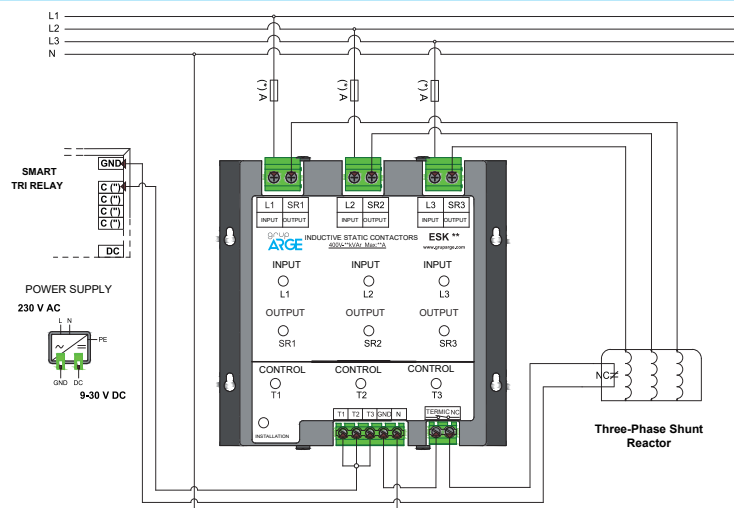 L1
L2
L3
N
(*) A
(*) A
(*) A
SMART
TRI RELAY
GND
C (")
C (")
C (")
C (")
DC
L1 SR1
INPUT OUTPUT
L2 SR2
INPUT OUTPUT
L3 SR3
INPUT OUTPUT
grup
ARGE
INDUCTIVE STATIC CONTACTORS
400V-**kVAr Max:**A
ESK **
www.gruparge.com
INPUT INPUT INPUT
L1 L2 L3
OUTPUT OUTPUT OUTPUT
SR1 SR2 SR3
CONTROL CONTROL CONTROL
T1 T2 T3
INSTALLATION
T1 T2 T3 GND N
TERMIC NC
POWER SUPPLY
230 V AC
L N
PE
GND DC
9-30 V DC
NC
Three-Phase Shunt
Reactor